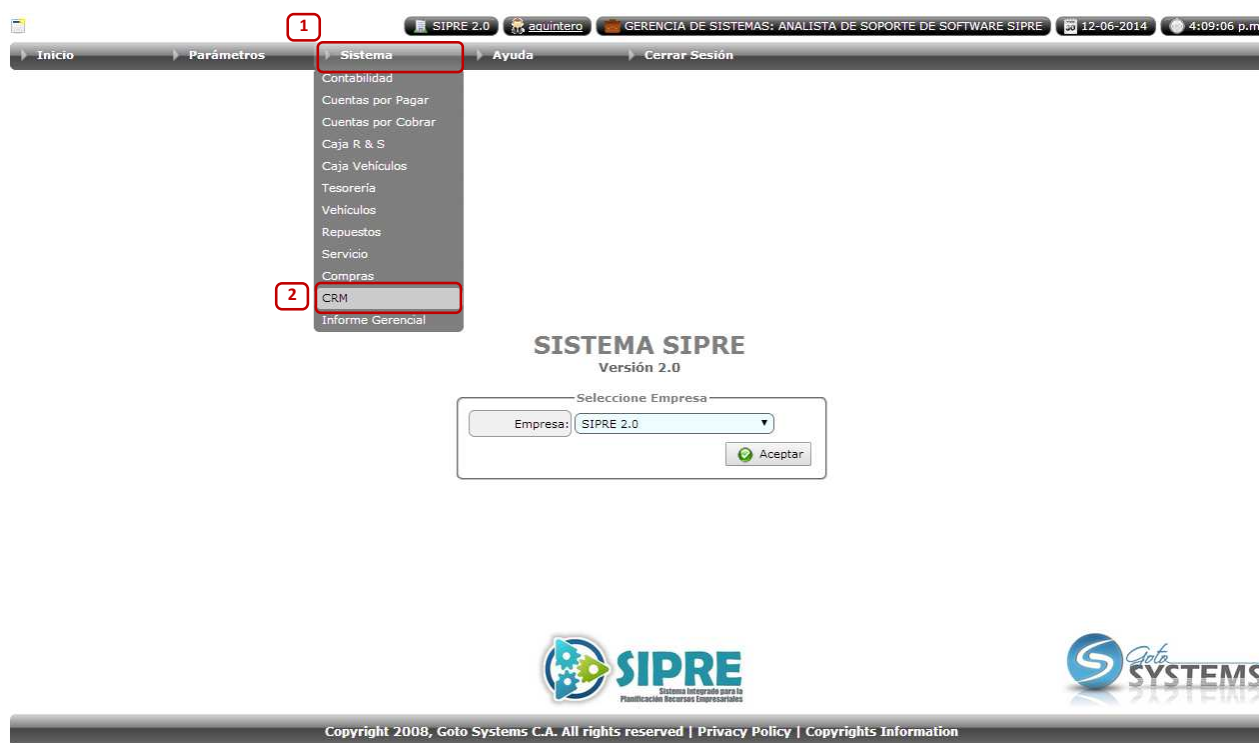 1
SIPRE 2.0 aquintero GERENCIA DE SISTEMAS: ANALISTA DE SOPORTE DE SOFTWARE SIPRE 12-06-2014 4:09:06 p.m
Inicio Parámetros Sistema Ayuda Cerrar Sesión
Contabilidad
Cuentas por Pagar
Cuentas por Cobrar
Caja R & S
Caja Vehículos
Tesorería
Vehículos
Repuestos
Servicio
Compras
2 CRM
Informe Gerencial
SISTEMA SIPRE
Versión 2.0
Seleccione Empresa
Empresa: SIPRE 2.0
Aceptar
SIPRE
Sistema Integrado para la
Planificación Recursos Empresariales
Goto
SYSTEMS
Copyright 2008, Goto Systems C.A. All rights reserved | Privacy Policy | Copyrights Information